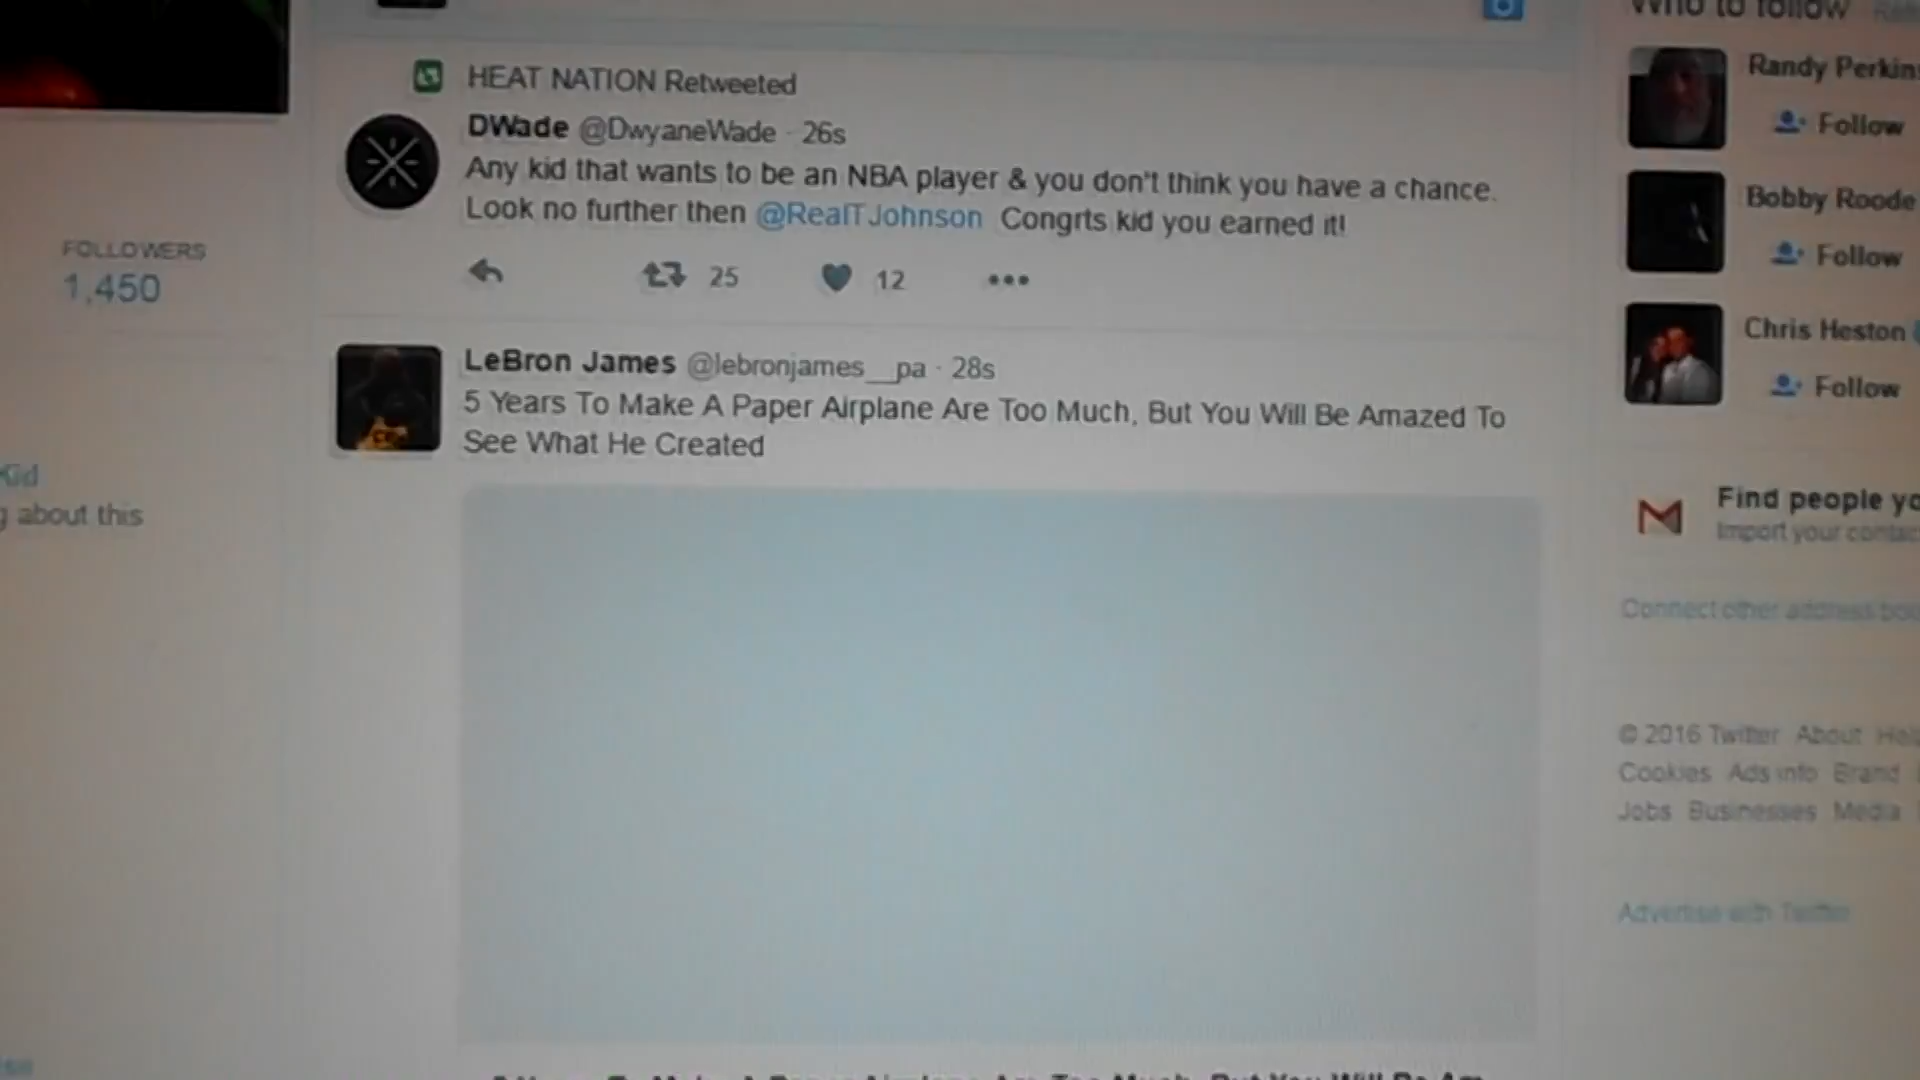 Who to follow
HEAT NATION Retweeted
DWade @DwyaneWade · 26s
Any kid that wants to be an NBA player & you don't think you have a chance.
Look no further then @RealTJohnson Congrts kid you earned it!
25 12
LeBron James @lebronjames__pa · 28s
5 Years To Make A Paper Airplane Are Too Much, But You Will Be Amazed To
See What He Created
FOLLOWERS
1,450
Kid
g about this
Randy Perkins
Follow
Bobby Roode
Follow
Chris Heston
Follow
Find people yo
Import your contac
Connect other address boo
© 2016 Twitter About Help
Cookies Ads info Brand
Jobs Businesses Media
Advertise with Twitter